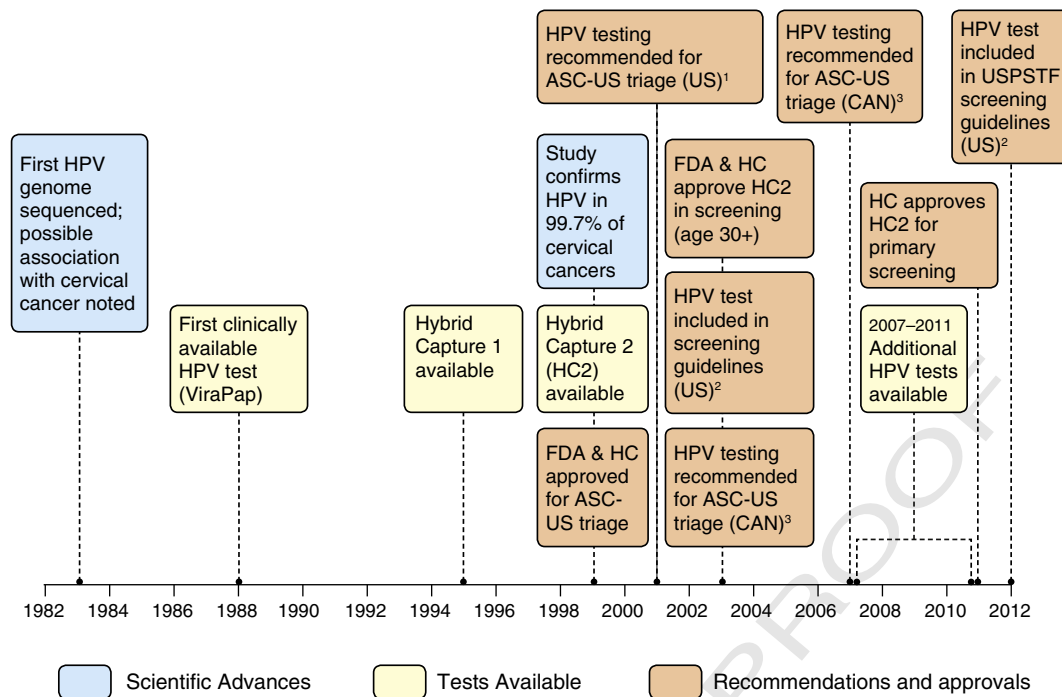 HPV testing
recommended for
ASC-US triage (US)¹
HPV testing
recommended
for ASC-US
triage (CAN)³
HPV test
included
in USPSTF
screening
guidelines
(US)²
First HPV
genome
sequenced;
possible
association
with cervical
cancer noted
Study
confirms
HPV in
99.7% of
cervical
cancers
FDA & HC
approve HC2
in screening
(age 30+)
HC approves
HC2 for
primary
screening
First clinically
available
HPV test
(ViraPap)
Hybrid
Capture 1
available
Hybrid
Capture 2
(HC2)
available
HPV test
included in
screening
guidelines
(US)²
2007–2011
Additional
HPV tests
available
FDA & HC
approved
for ASC-
US triage
HPV testing
recommended
for ASC-US
triage (CAN)³
PROOF
1982 1984 1986 1988 1990 1992 1994 1996 1998 2000 2002 2004 2006 2008 2010 2012
Scientific Advances Tests Available Recommendations and approvals